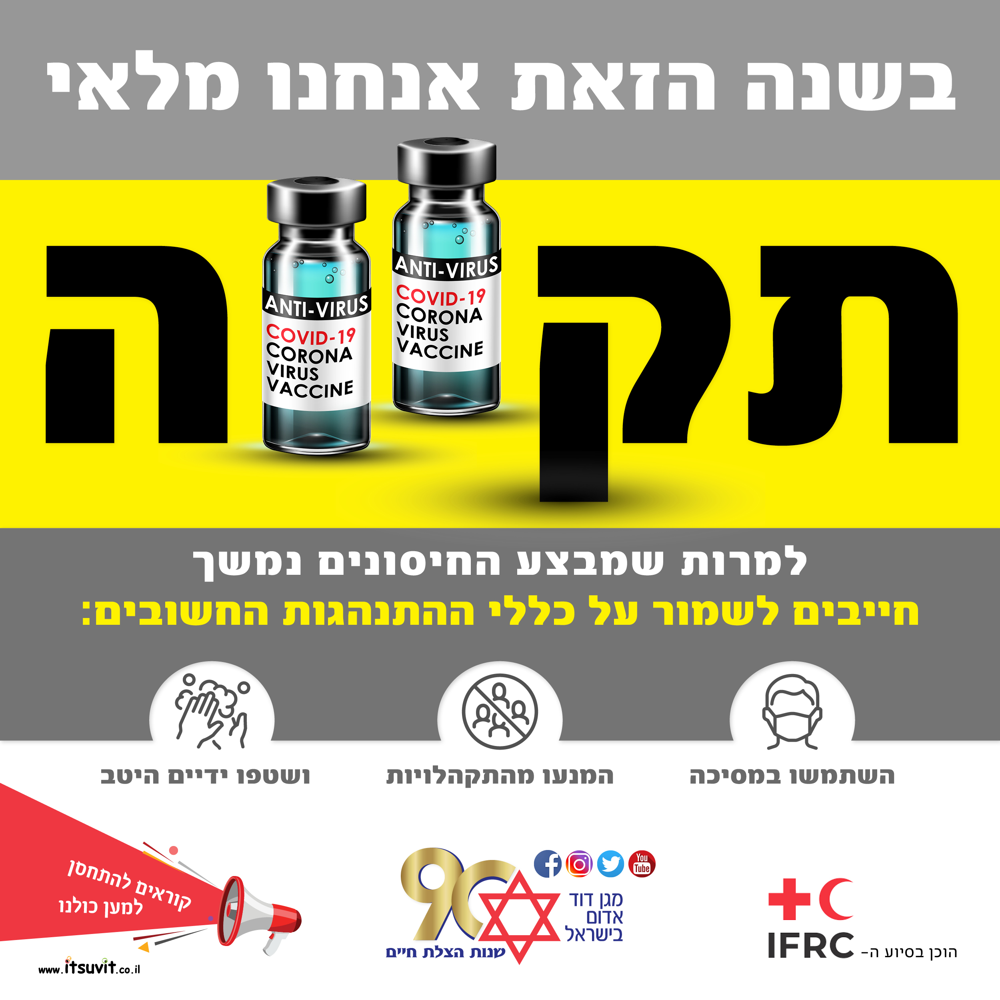 בשנה הזאת אנחנו מלאי
תק ה
ANTI-VIRUS
COVID-19
CORONA
VIRUS
VACCINE
ANTI-VIRUS
COVID-19
CORONA
VIRUS
VACCINE
למרות שמבצע החיסונים נמשך
חייבים לשמור על כללי ההתנהגות החשובים:
השתמשו במסיכה
המנעו מהתקהלויות
ושטפו ידיים היטב
הוכן בסיוע ה- IFRC
You
Tube
90
מגן דוד
אדום
בישראל
שנות הצלת חיים
קוראים להתחסן
למען כולנו
www.itsuvit.co.il